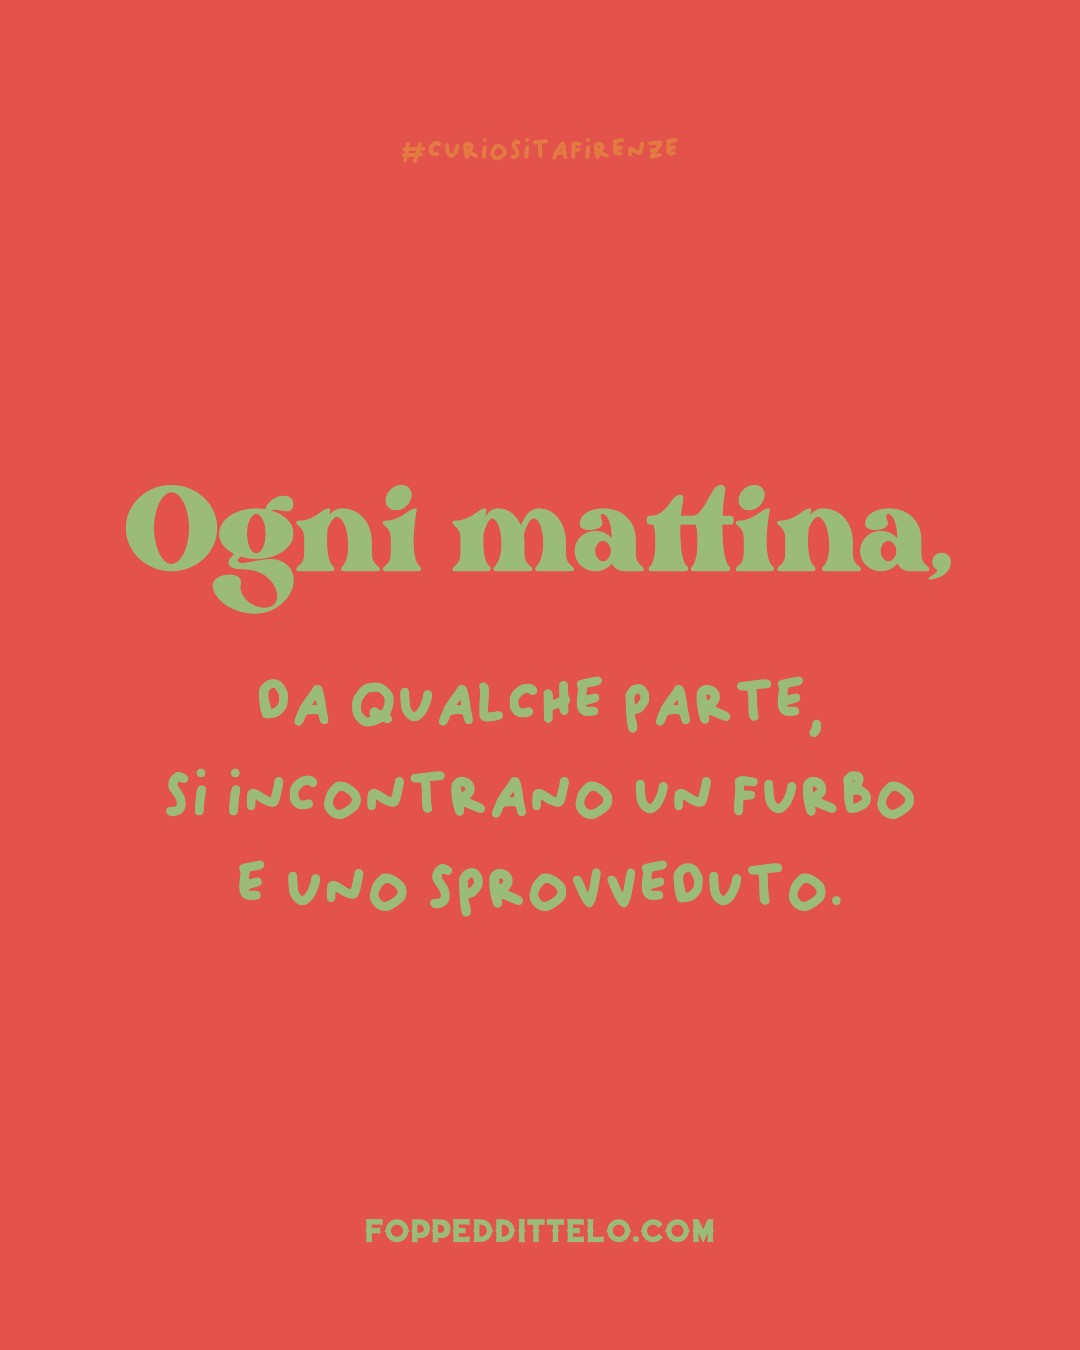 #CURIOSITAFIRENZE
Ogni mattina,
DA QUALCHE PARTE,
Si iNCONTRANO UN FURBO
E UNO SPROVVEDUTO.
FOPPEDDITTELO.COM